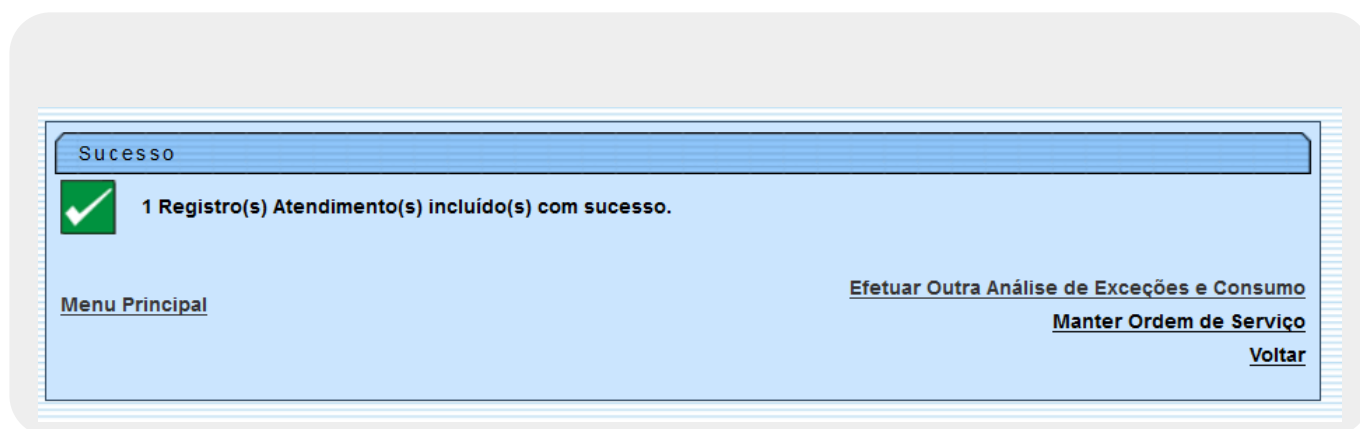 Sucesso
1 Registro(s) Atendimento(s) incluído(s) com sucesso.
Efetuar Outra Análise de Exceções e Consumo
Menu Principal
Manter Ordem de Serviço
Voltar